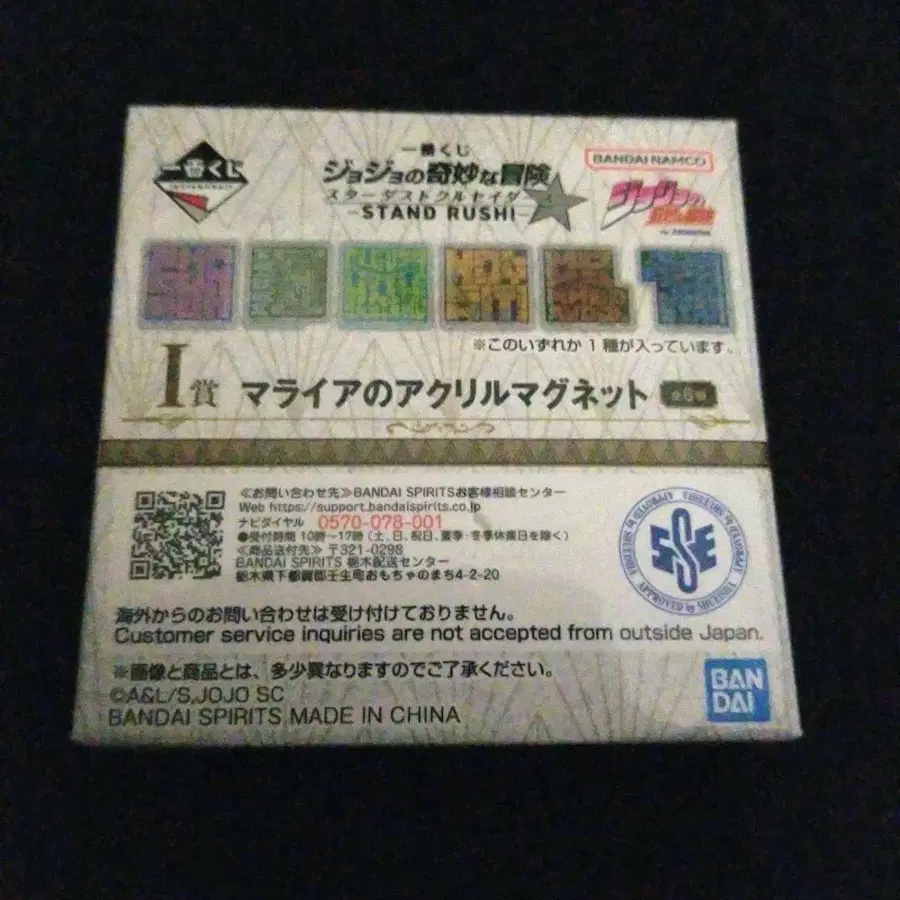 一番くじ
一番くじ
BANDAI NAMCO
ジョジョの奇妙な冒険
スターダストクルセイダース
-STAND RUSH!-
※このいずれか1種が入っています。
I賞 マライアのアクリルマグネット
≪お問い合わせ先≫BANDAI SPIRITSお客様相談センター
Web https://support.bandaispirits.co.jp
ナビダイヤル 0570-078-001
●受付時間 10時〜17時(土、日、祝日、夏季・冬季休業日を除く)
≪商品送付先≫〒321-0298
BANDAI SPIRITS 栃木配送センター
栃木県下都賀郡壬生町おもちゃのまち4-2-20
APPROVED by SHUEISHA
海外からのお問い合わせは受け付けておりません。
Customer service inquiries are not accepted from outside Japan.
※画像と商品とは、多少異なりますのでご了承ください。
©A&L/S,JOJO SC
BANDAI SPIRITS MADE IN CHINA
BAN
DAI